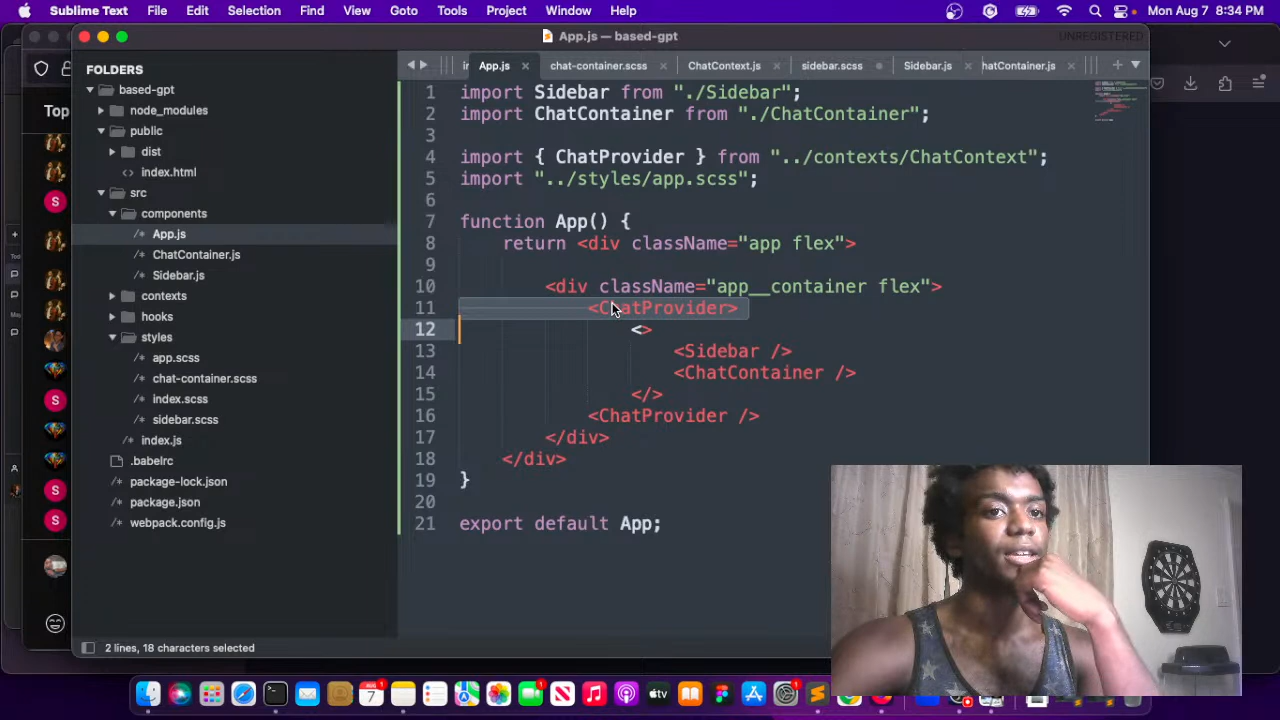 Sublime Text File Edit Selection Find View Goto Tools Project Window Help Mon Aug 7 8:34 PM
App.js — based-gpt UNREGISTERED
FOLDERS
based-gpt
node_modules
public
dist
index.html
src
components
App.js
ChatContainer.js
Sidebar.js
contexts
hooks
styles
app.scss
chat-container.scss
index.scss
sidebar.scss
index.js
.babelrc
package-lock.json
package.json
webpack.config.js
Top
App.js chat-container.scss ChatContext.js sidebar.scss Sidebar.js hatContainer.js
1 import Sidebar from "./Sidebar";
2 import ChatContainer from "./ChatContainer";
3
4 import { ChatProvider } from "../contexts/ChatContext";
5 import "../styles/app.scss";
6
7 function App() {
8 return <div className="app flex">
9
10 <div className="app__container flex">
11 <ChatProvider>
12 <>
13 <Sidebar />
14 <ChatContainer />
15 </>
16 <ChatProvider />
17 </div>
18 </div>
19 }
20
21 export default App;
2 lines, 18 characters selected